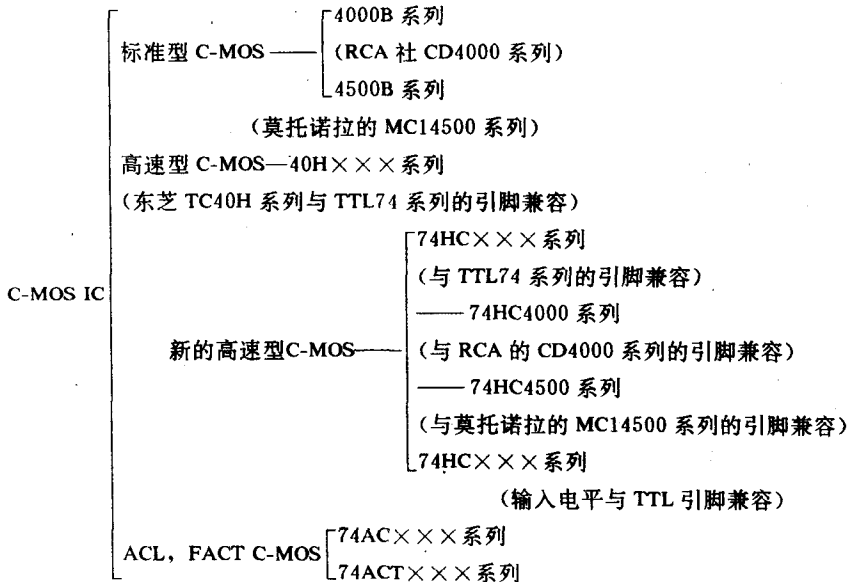 4000B 系列
标准型 C-MOS
(RCA 社 CD4000 系列)
4500B 系列
(莫托诺拉的 MC14500 系列)
高速型 C-MOS—40H×××系列
(东芝 TC40H 系列与 TTL74 系列的引脚兼容)
74HC×××系列
(与 TTL74 系列的引脚兼容)
C-MOS IC
74HC4000 系列
新的高速型C-MOS
(与 RCA 的 CD4000 系列的引脚兼容)
74HC4500 系列
(与莫托诺拉的 MC14500 系列的引脚兼容)
74HC×××系列
(输入电平与 TTL 引脚兼容)
74AC×××系列
ACL, FACT C-MOS
74ACT×××系列